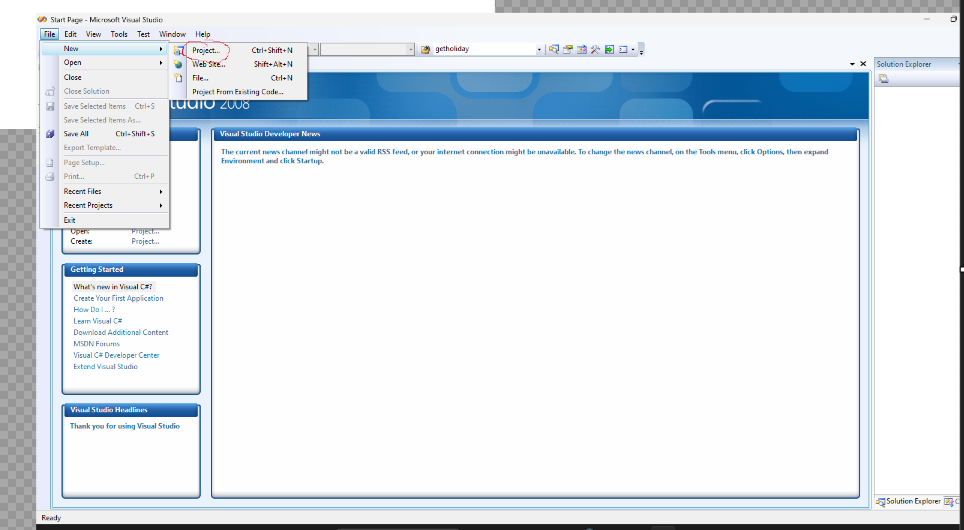 Start Page - Microsoft Visual Studio
File Edit View Tools Test Window Help
New
Open
Close
Close Solution
Save Selected Items Ctrl+S
Save Selected Items As...
Save All Ctrl+Shift+S
Export Template...
Page Setup...
Print... Ctrl+P
Recent Files
Recent Projects
Exit
Project... Ctrl+Shift+N
Web Site... Shift+Alt+N
File... Ctrl+N
Project From Existing Code...
getholiday
Solution Explorer
2008
Open: Project...
Create: Project...
Getting Started
What's new in Visual C#?
Create Your First Application
How Do I ... ?
Learn Visual C#
Download Additional Content
MSDN Forums
Visual C# Developer Center
Extend Visual Studio
Visual Studio Headlines
Thank you for using Visual Studio
Visual Studio Developer News
The current news channel might not be a valid RSS feed, or your internet connection might be unavailable. To change the news channel, on the Tools menu, click Options, then expand
Environment and click Startup.
Solution Explorer
Ready